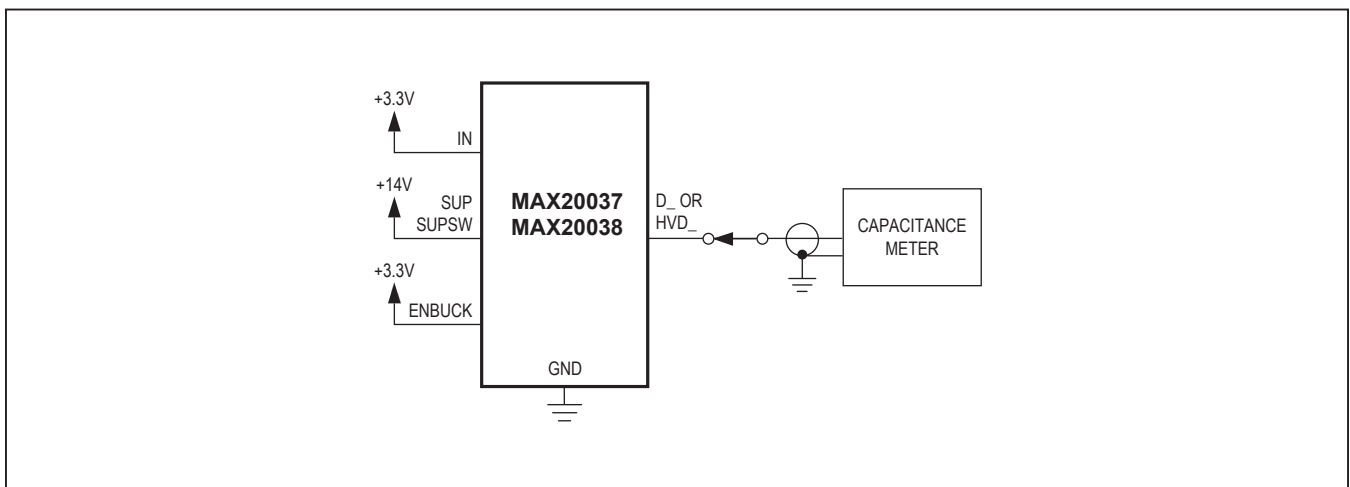 +3.3V
IN
+14V
SUP
SUPSW
+3.3V
ENBUCK
MAX20037
MAX20038
GND
D_ OR
HVD_
CAPACITANCE
METER